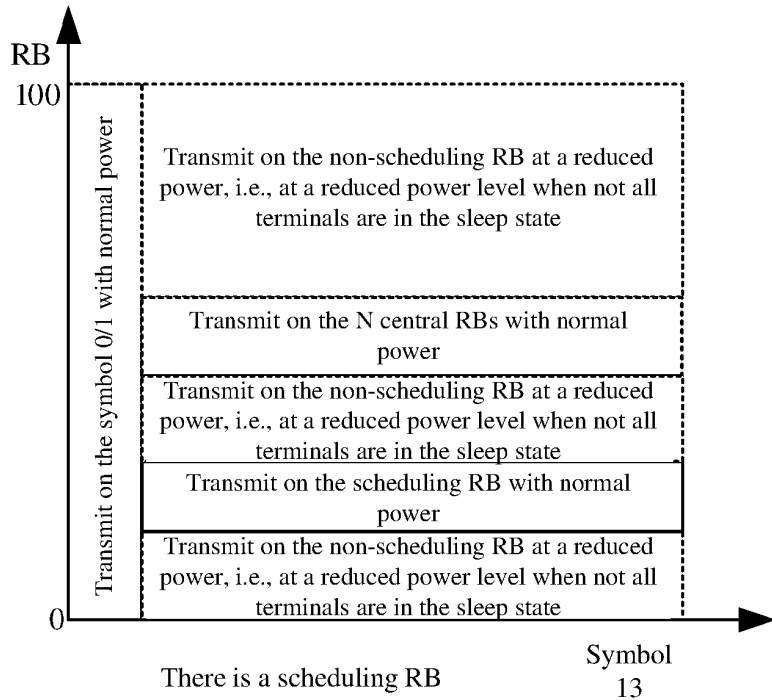 RB
100
Transmit on the symbol 0/1 with normal power
Transmit on the non-scheduling RB at a reduced
power, i.e., at a reduced power level when not all
terminals are in the sleep state
Transmit on the N central RBs with normal
power
Transmit on the non-scheduling RB at a reduced
power, i.e., at a reduced power level when not all
terminals are in the sleep state
Transmit on the scheduling RB with normal
power
Transmit on the non-scheduling RB at a reduced
power, i.e., at a reduced power level when not all
terminals are in the sleep state
0
Symbol
13
There is a scheduling RB